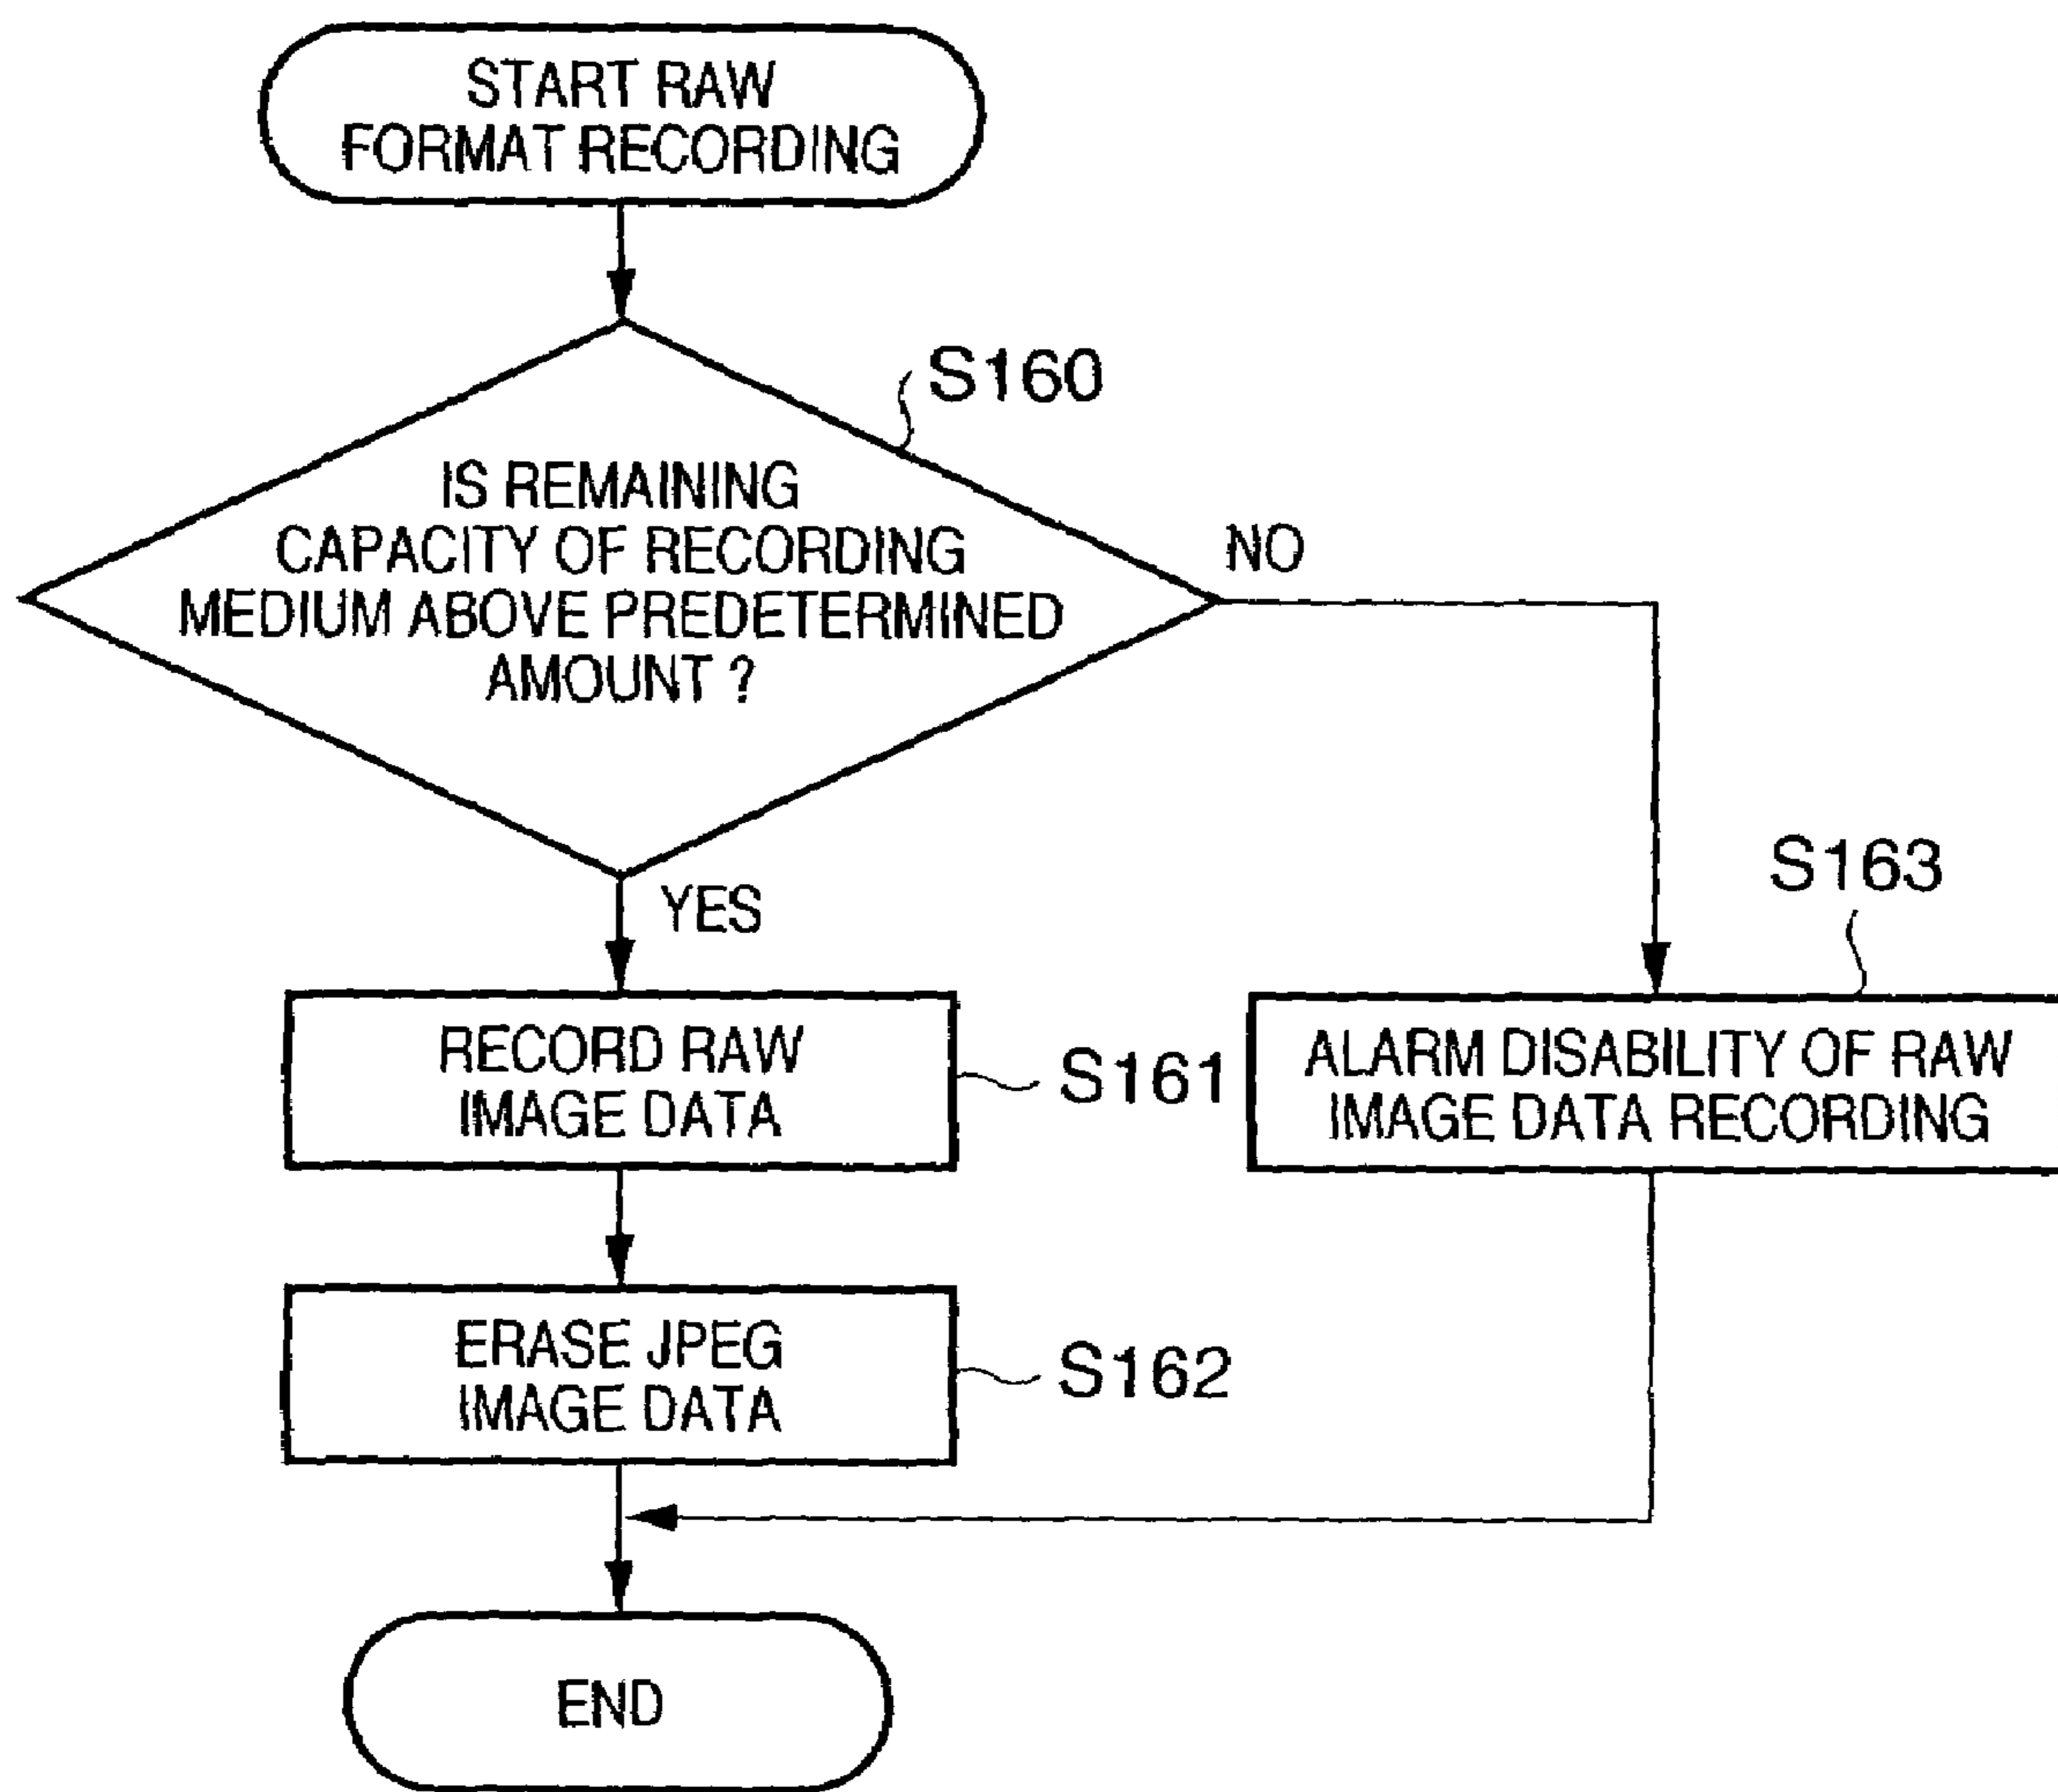 START RAW
FORMAT RECORDING
S160
IS REMAINING
CAPACITY OF RECORDING
MEDIUM ABOVE PREDETERMINED
AMOUNT ?
NO
YES
S163
RECORD RAW
IMAGE DATA
S161
ALARM DISABILITY OF RAW
IMAGE DATA RECORDING
ERASE JPEG
IMAGE DATA
S162
END